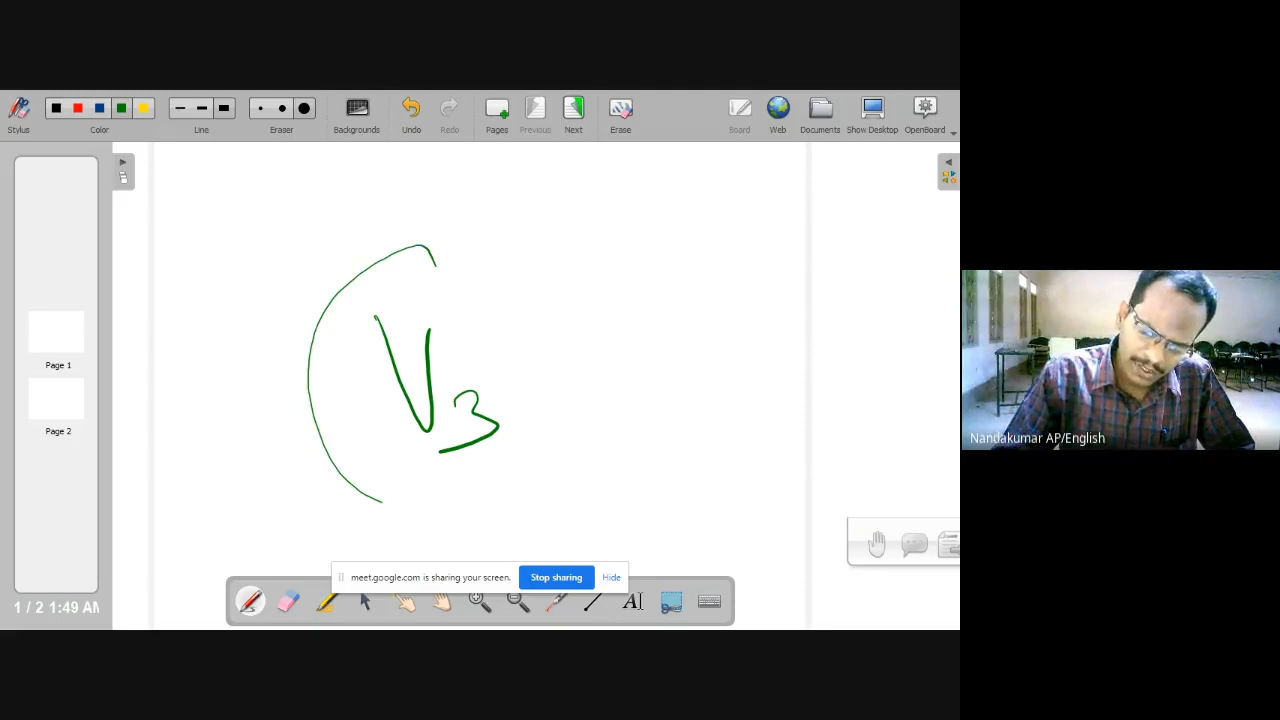 Stylus
Color
Line
Eraser
Backgrounds
Undo
Redo
Pages
Previous
Next
Erase
Board
Web
Documents
Show Desktop
OpenBoard
Page 1
Page 2
1 / 2 1:49 AM
( V3
meet.google.com is sharing your screen.
Stop sharing
Hide
AI
Nandakumar AP/English